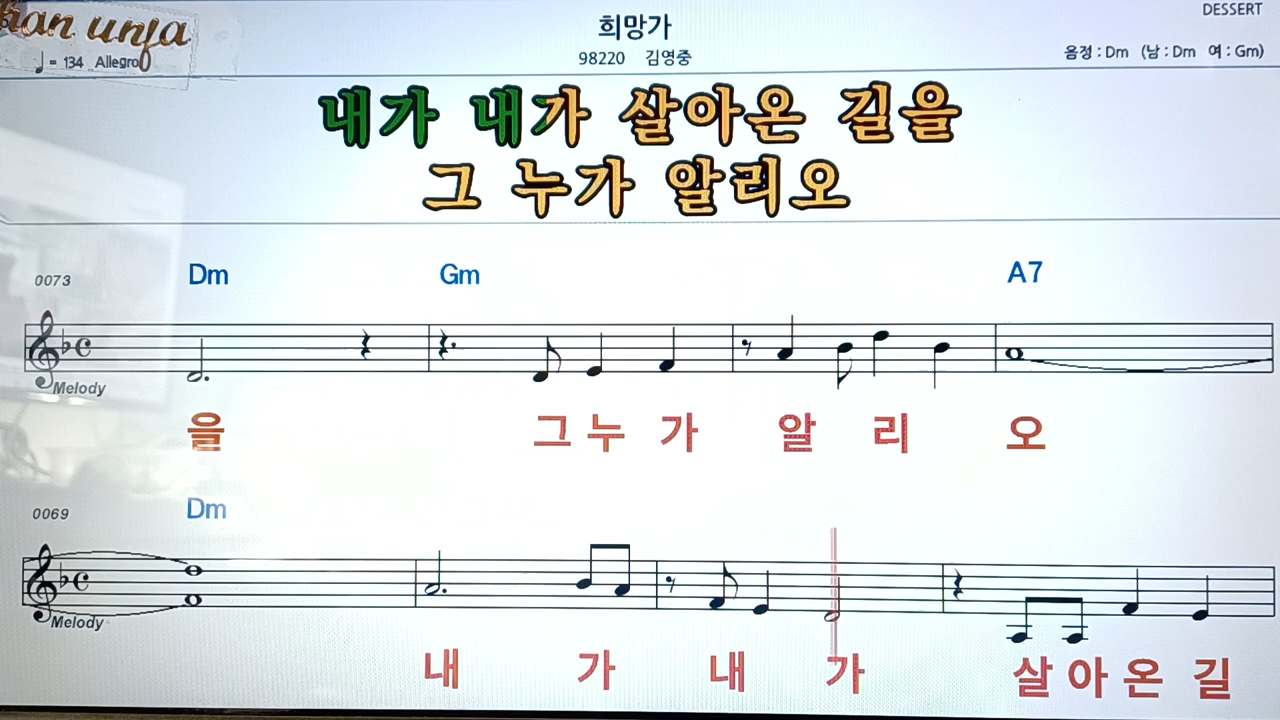 DESSERT
희망가
♩= 134 Allegro
98220 김영중
음정 : Dm (남 : Dm 여 : Gm)
내가 내가 살아온 길을
그 누가 알리오
0073 Dm Gm A7
Melody
을 그 누 가 알 리 오
0069 Dm
Melody
내 가 내 가 살 아 온 길